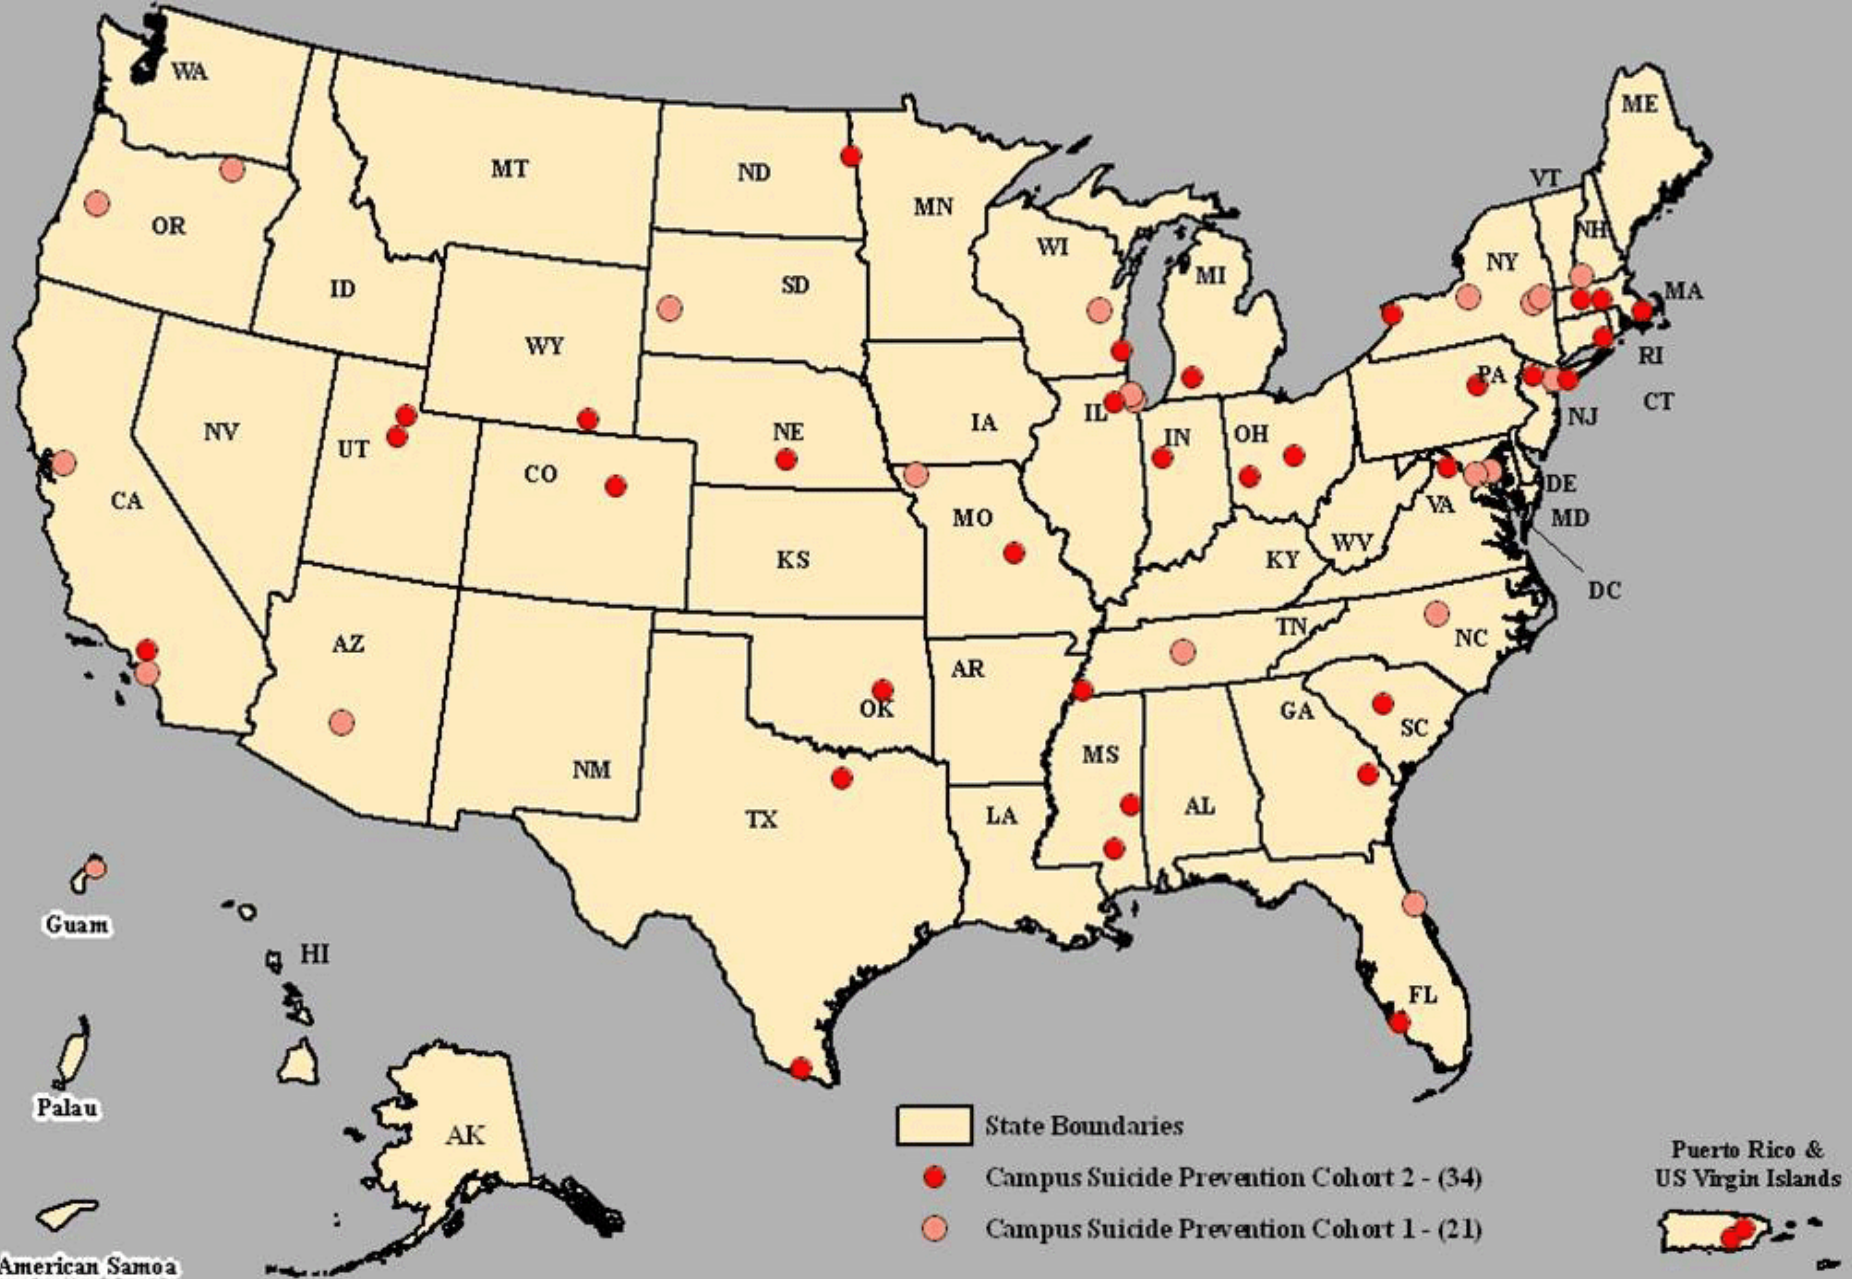 WA
ME
MT
ND
VT
OR
MN
NH
WI
NY
MI
ID
SD
MA
WY
RI
PA
CT
IL
NJ
NV
IA
NE
IN
OH
UT
CO
CA
DE
VA
MO
MD
WV
KS
KY
DC
TN
AZ
NC
AR
OK
GA
SC
MS
NM
AL
LA
TX
Guam
HI
FL
Palau
AK
State Boundaries
Campus Suicide Prevention Cohort 2 - (34)
Campus Suicide Prevention Cohort 1 - (21)
Puerto Rico &
US Virgin Islands
American Samoa